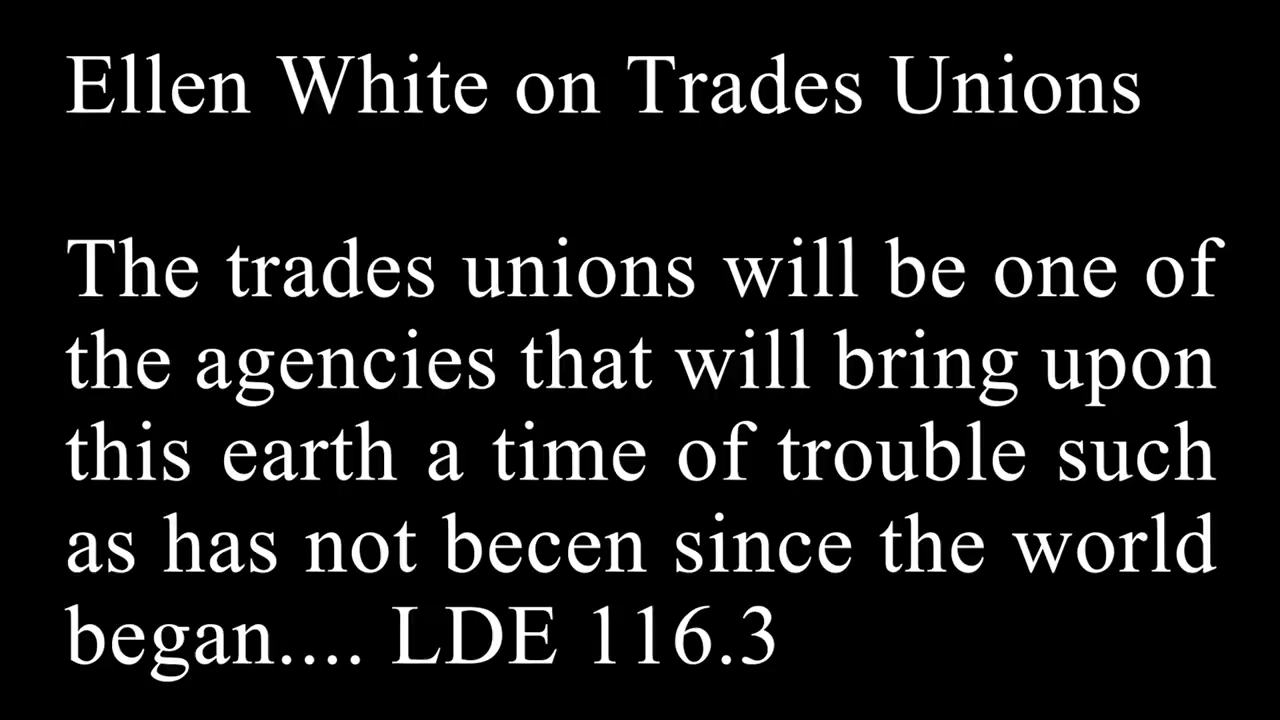 Ellen White on Trades Unions
The trades unions will be one of
the agencies that will bring upon
this earth a time of trouble such
as has not becen since the world
began.... LDE 116.3